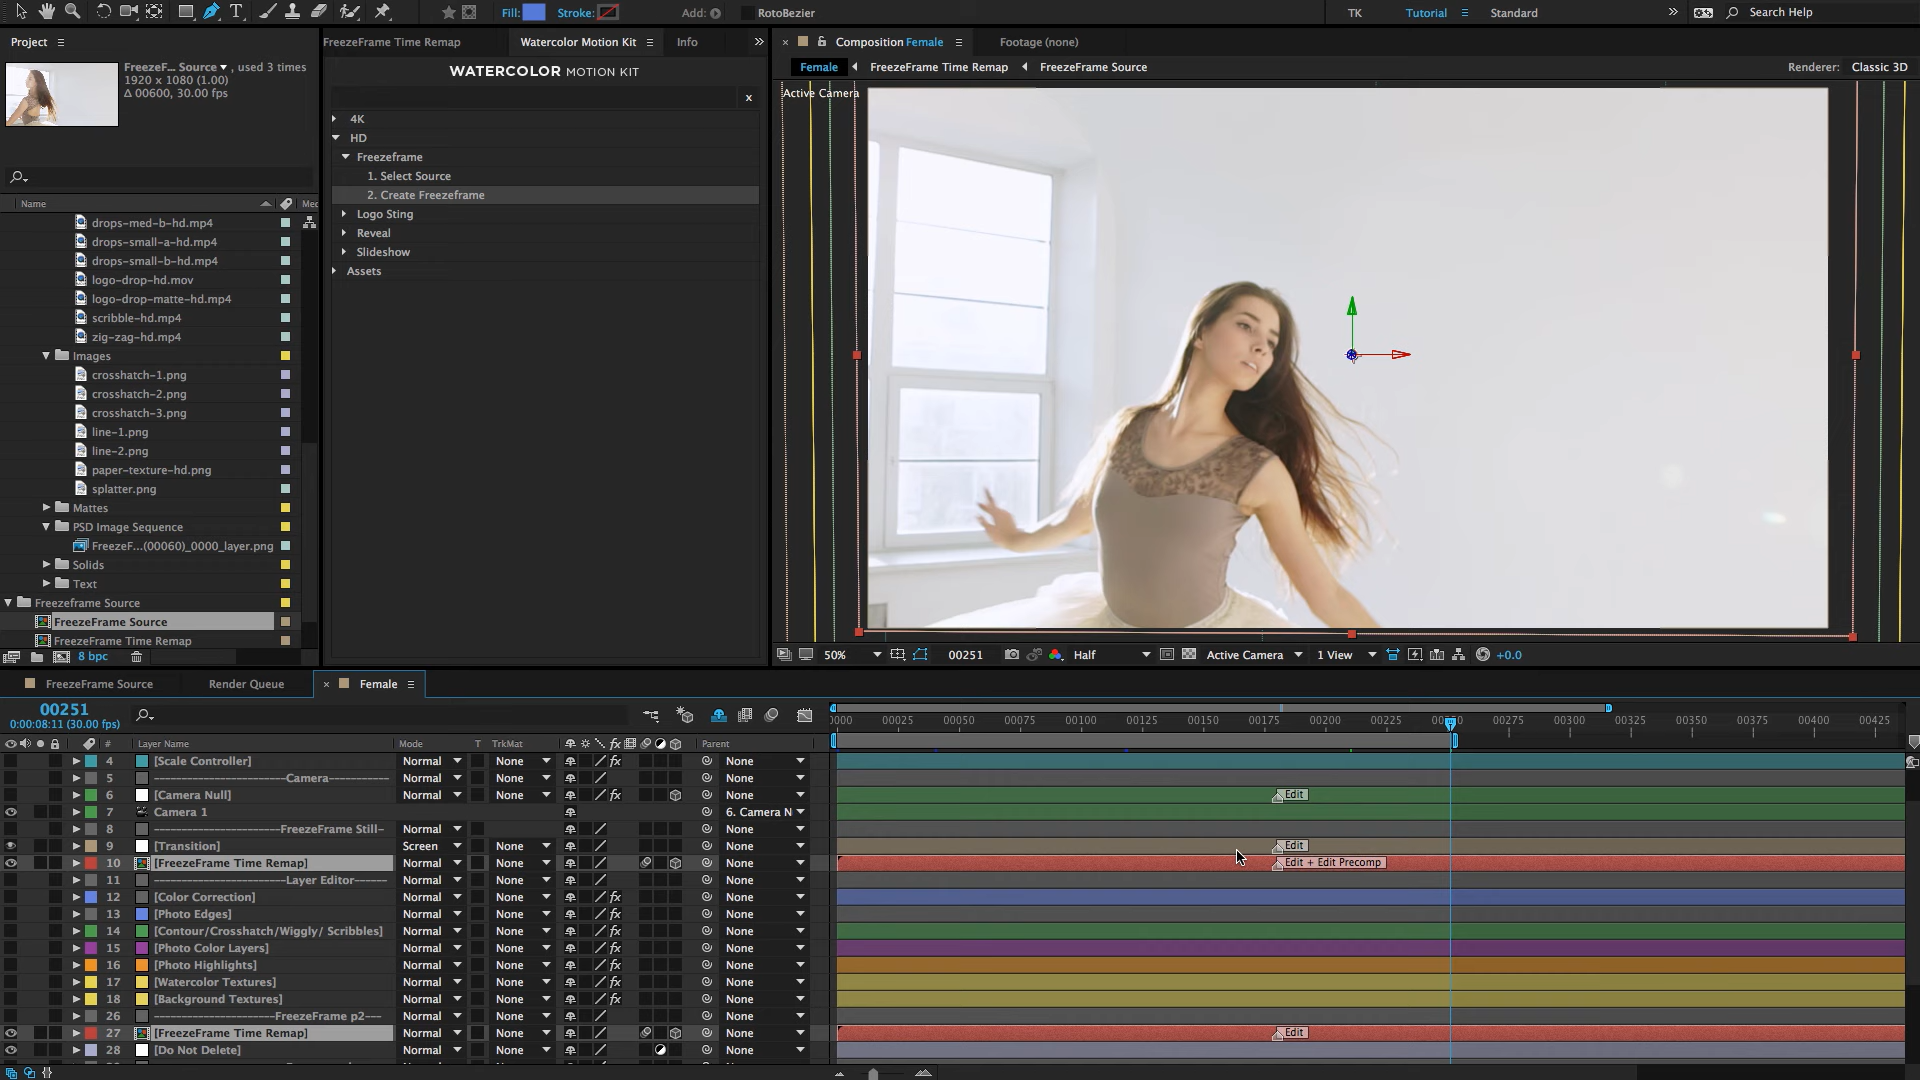 Fill:
Stroke:
Add:
RotoBezier
TK
Tutorial
Standard
Search Help
Project
FreezeF... Source ▾, used 3 times
1920 x 1080 (1.00)
Δ 00600, 30.00 fps
Name
drops-med-b-hd.mp4
drops-small-a-hd.mp4
drops-small-b-hd.mp4
logo-drop-hd.mov
logo-drop-matte-hd.mp4
scribble-hd.mp4
zig-zag-hd.mp4
Images
crosshatch-1.png
crosshatch-2.png
crosshatch-3.png
line-1.png
line-2.png
paper-texture-hd.png
splatter.png
Mattes
PSD Image Sequence
FreezeF...(00060)_0000_layer.png
Solids
Text
Freezeframe Source
FreezeFrame Source
FreezeFrame Time Remap
8 bpc
FreezeFrame Time Remap
Watercolor Motion Kit
Info
WATERCOLOR MOTION KIT
x
4K
HD
Freezeframe
1. Select Source
2. Create Freezeframe
Logo Sting
Reveal
Slideshow
Assets
Composition Female
Footage (none)
Female
FreezeFrame Time Remap
FreezeFrame Source
Renderer: Classic 3D
Active Camera
50%
00251
Half
Active Camera
1 View
+0.0
FreezeFrame Source
Render Queue
Female
00251
0:00:08:11 (30.00 fps)
0000 00025 00050 00075 00100 00125 00150 00175 00200 00225 00275 00300 00325 00350 00375 00400 00425
# Layer Name Mode T TrkMat Parent
4 [Scale Controller] Normal None fx None
5 -------------------------Camera----------- Normal None None
6 [Camera Null] Normal None fx None Edit
7 Camera 1 6. Camera N
8 ------------------------FreezeFrame Still- Normal None
9 [Transition] Screen None None Edit
10 [FreezeFrame Time Remap] Normal None None Edit + Edit Precomp
11 -------------------------Layer Editor------ Normal None None
12 [Color Correction] Normal None fx None
13 [Photo Edges] Normal None fx None
14 [Contour/Crosshatch/Wiggly/ Scribbles] Normal None fx None
15 [Photo Color Layers] Normal None fx None
16 [Photo Highlights] Normal None fx None
17 [Watercolor Textures] Normal None fx None
18 [Background Textures] Normal None fx None
26 -----------------------FreezeFrame p2--- Normal None None
27 [FreezeFrame Time Remap] Normal None None Edit
28 [Do Not Delete] Normal None None